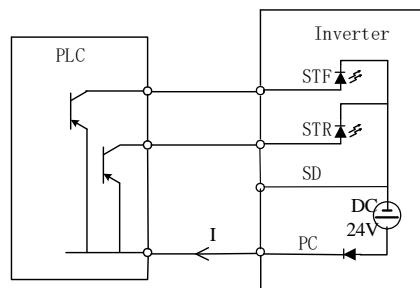 Inverter
PLC
STF
STR
SD
DC
24V
I
PC